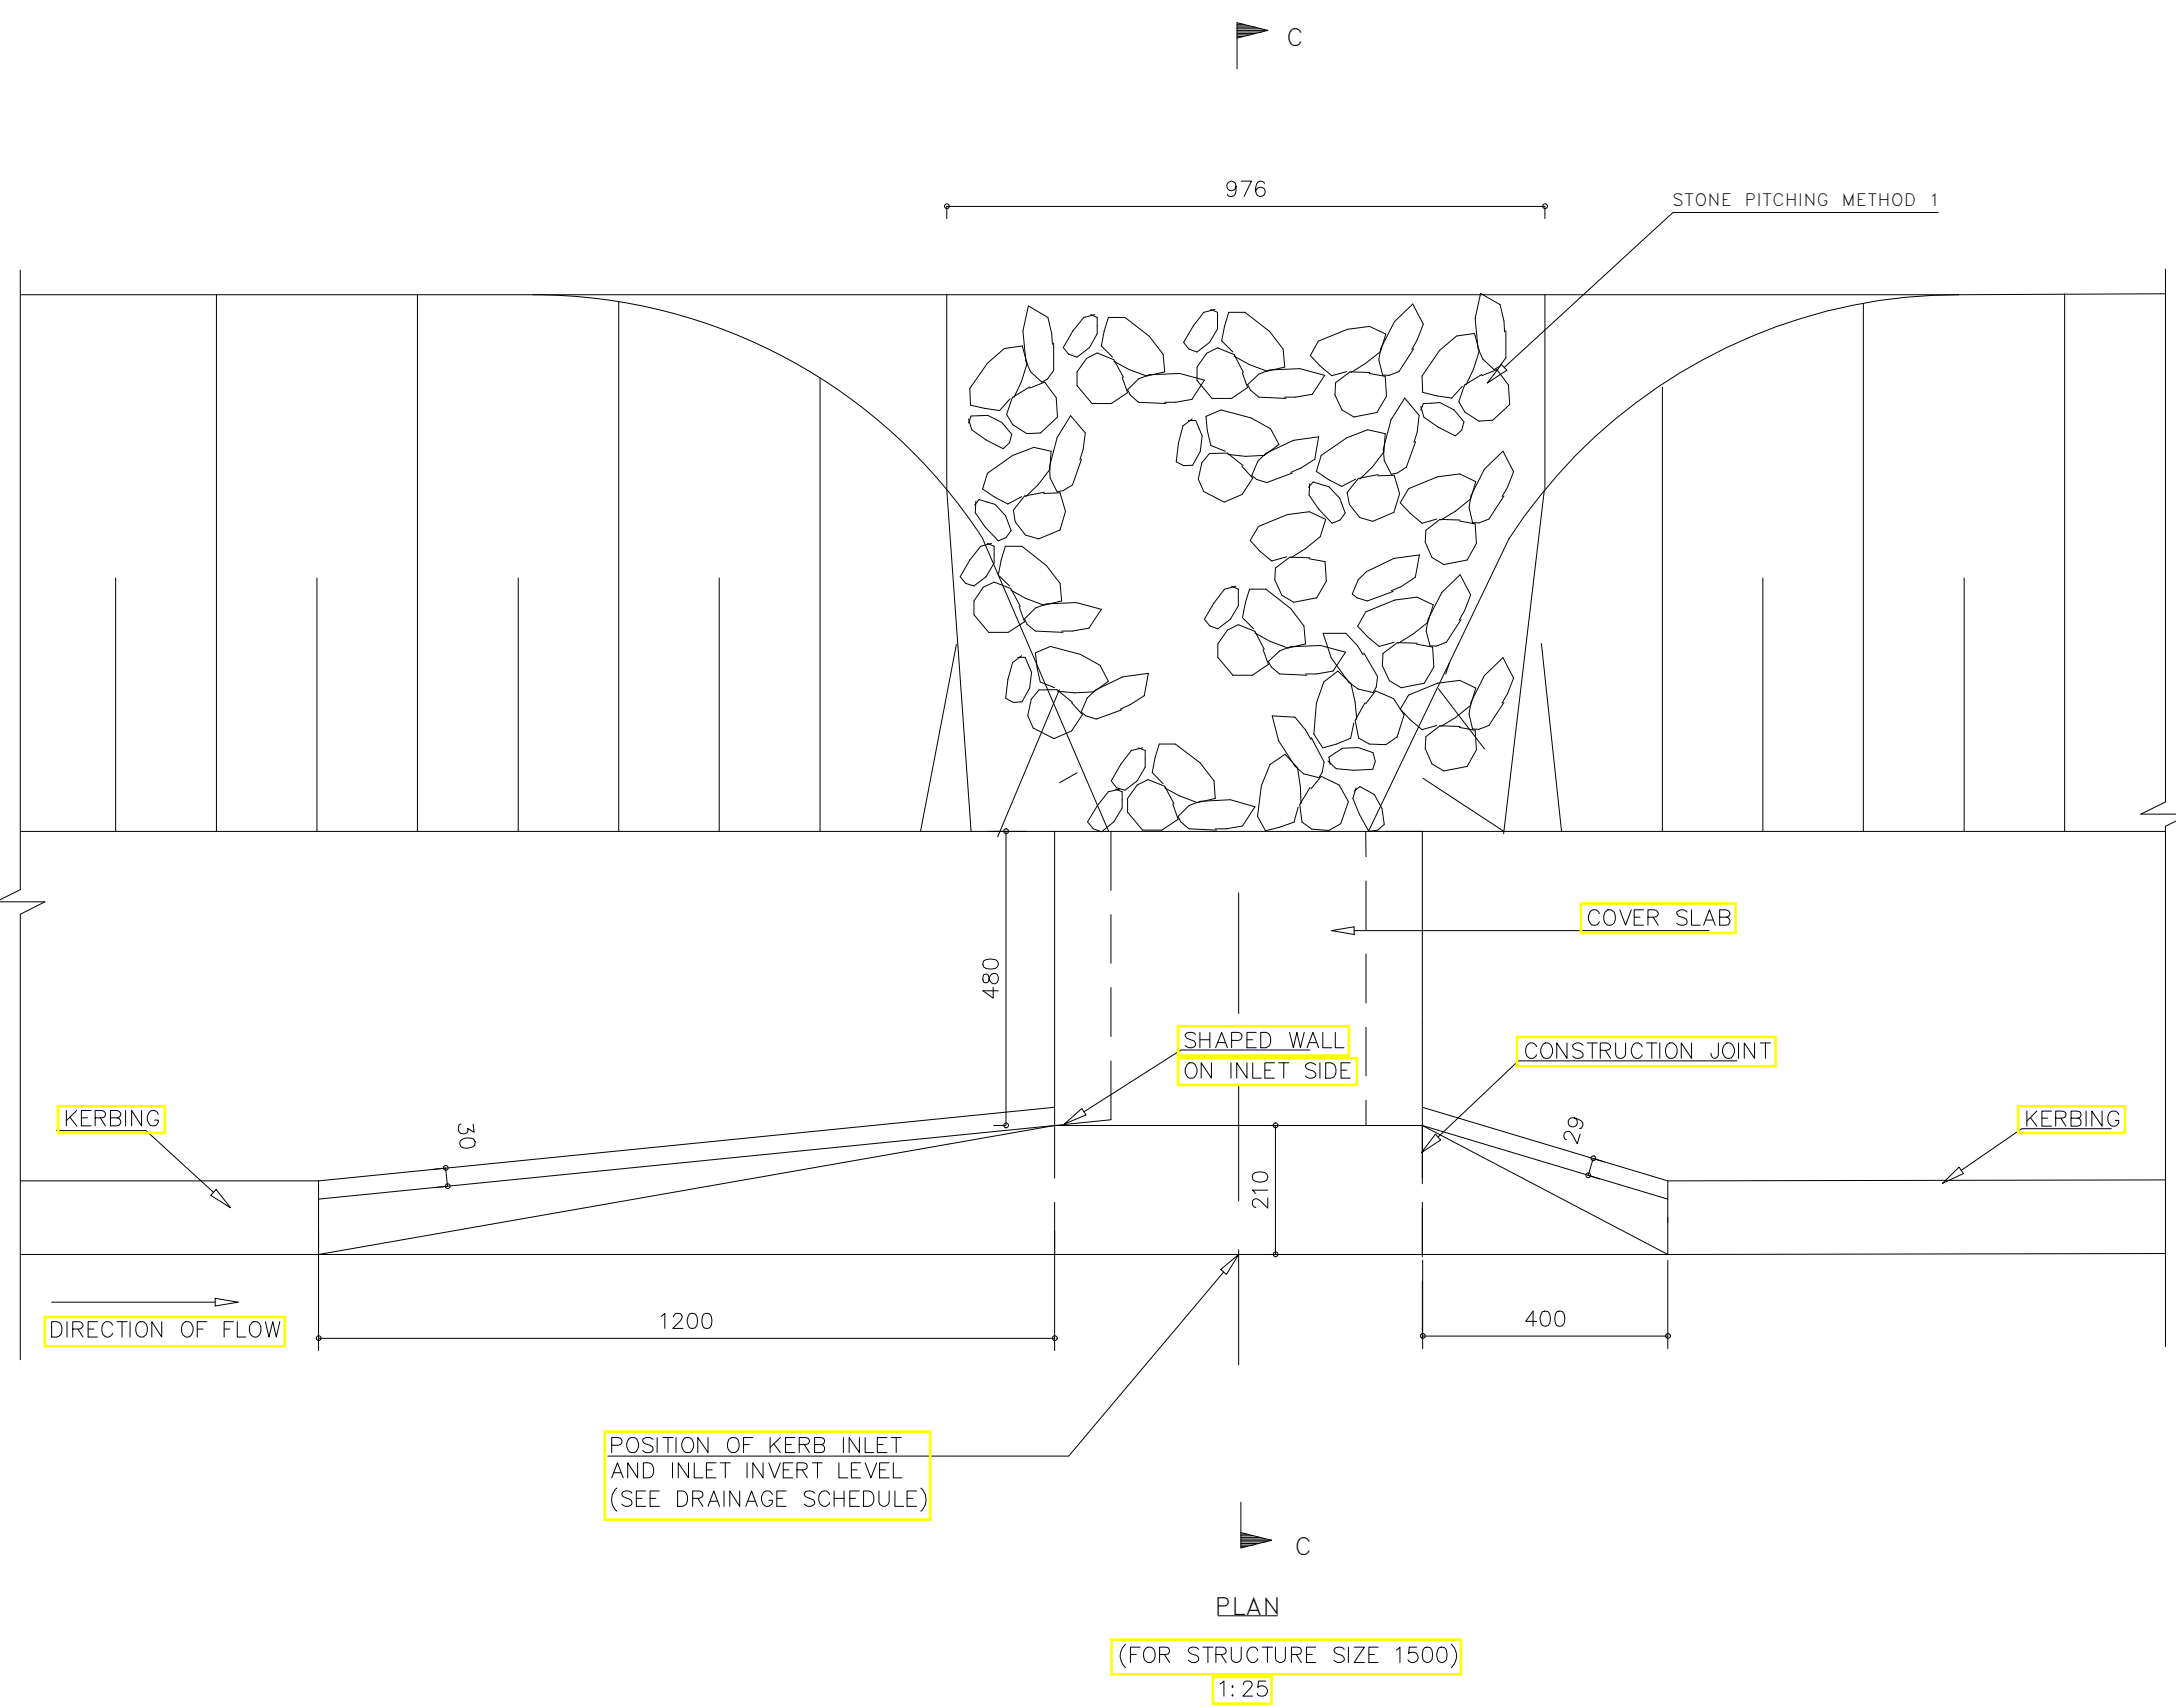 C
976
STONE PITCHING METHOD 1
COVER SLAB
480
SHAPED WALL
ON INLET SIDE
CONSTRUCTION JOINT
KERBING
30
29
KERBING
210
DIRECTION OF FLOW
1200
400
POSITION OF KERB INLET
AND INLET INVERT LEVEL
(SEE DRAINAGE SCHEDULE)
C
PLAN
(FOR STRUCTURE SIZE 1500)
1:25